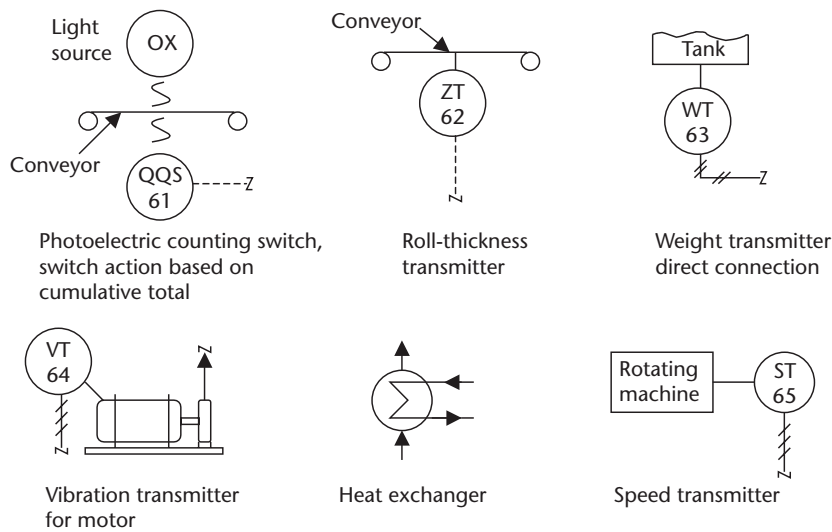 Light
source
OX
Conveyor
QQS
61
Z
Photoelectric counting switch,
switch action based on
cumulative total
Conveyor
ZT
62
Z
Roll-thickness
transmitter
Tank
WT
63
Z
Weight transmitter
direct connection
VT
64
Z
Z
Vibration transmitter
for motor
Heat exchanger
Rotating
machine
ST
65
Z
Speed transmitter